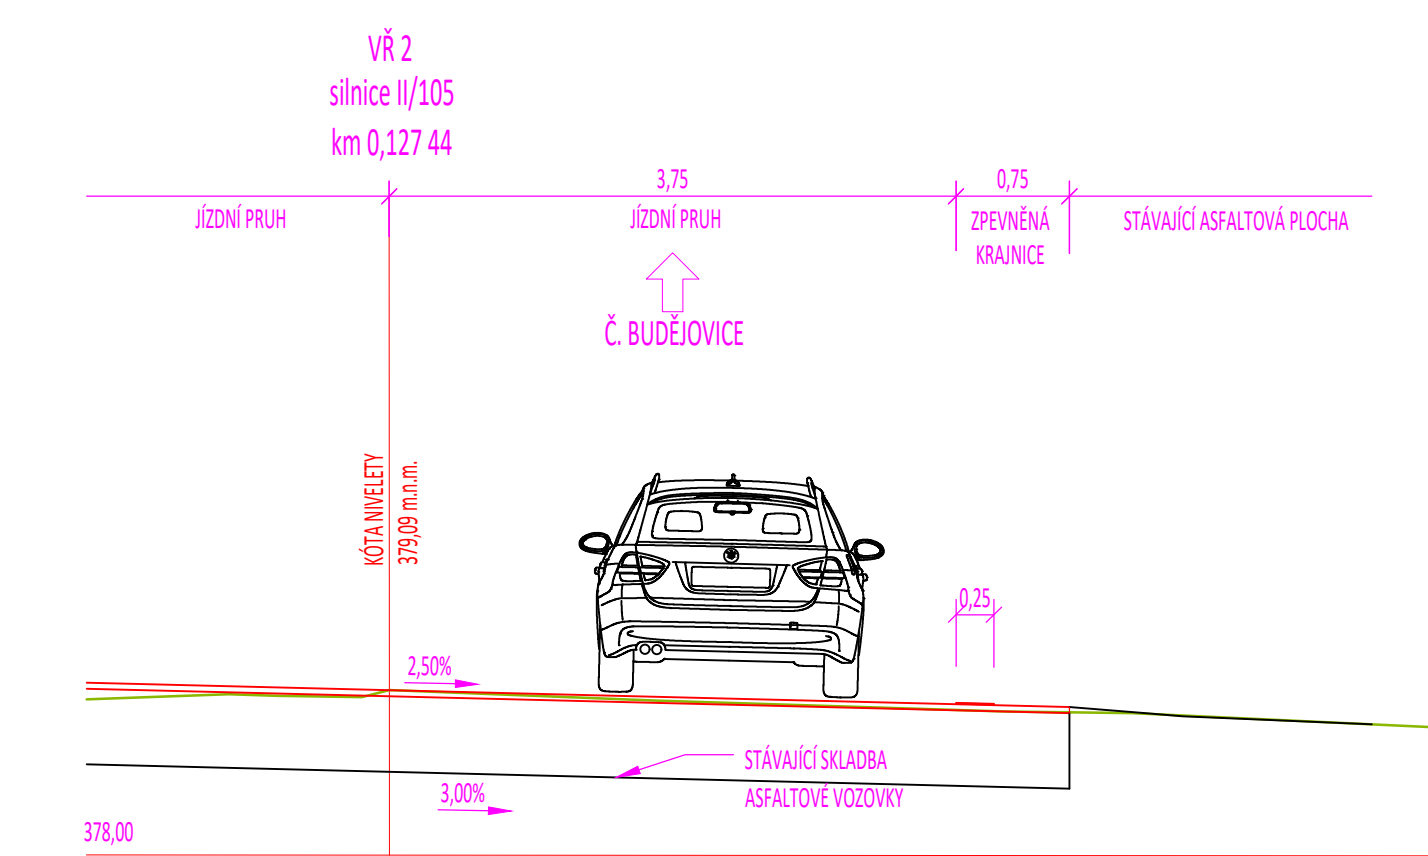 VŘ 2
silnice II/105
km 0,127 44
3,75
0,75
JÍZDNÍ PRUH
JÍZDNÍ PRUH
ZPEVNĚNÁ
KRAJNICE
STÁVAJÍCÍ ASFALTOVÁ PLOCHA
Č. BUDĚJOVICE
KÓTA NIVELETY
379,09 m.n.m.
0,25
2,50%
STÁVAJÍCÍ SKLADBA
ASFALTOVÉ VOZOVKY
3,00%
378,00